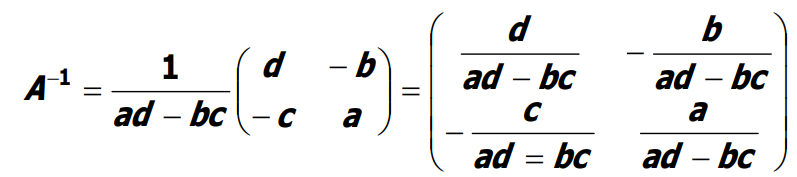 A⁻¹ = 1/(ad − bc) (d −b; −c a) = (d/(ad − bc) −b/(ad − bc); −c/(ad = bc) a/(ad − bc))